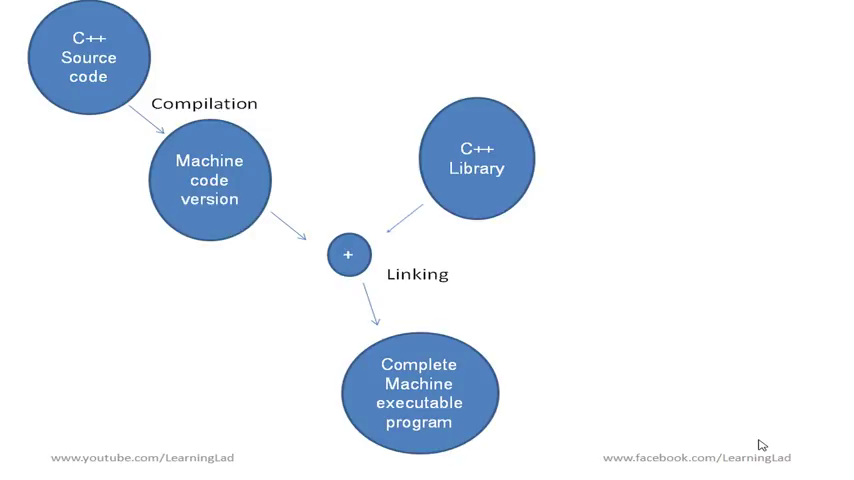 C++
Source
code
Compilation
Machine
code
version
C++
Library
+
Linking
Complete
Machine
executable
program
www.youtube.com/LearningLad
www.facebook.com/LearningLad